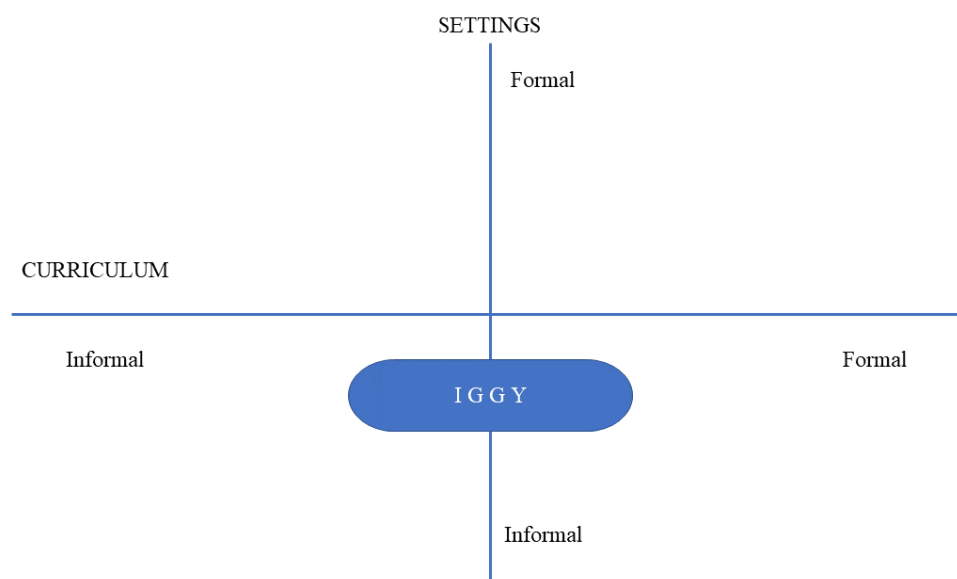 SETTINGS
Formal
CURRICULUM
Informal
Formal
I G G Y
Informal